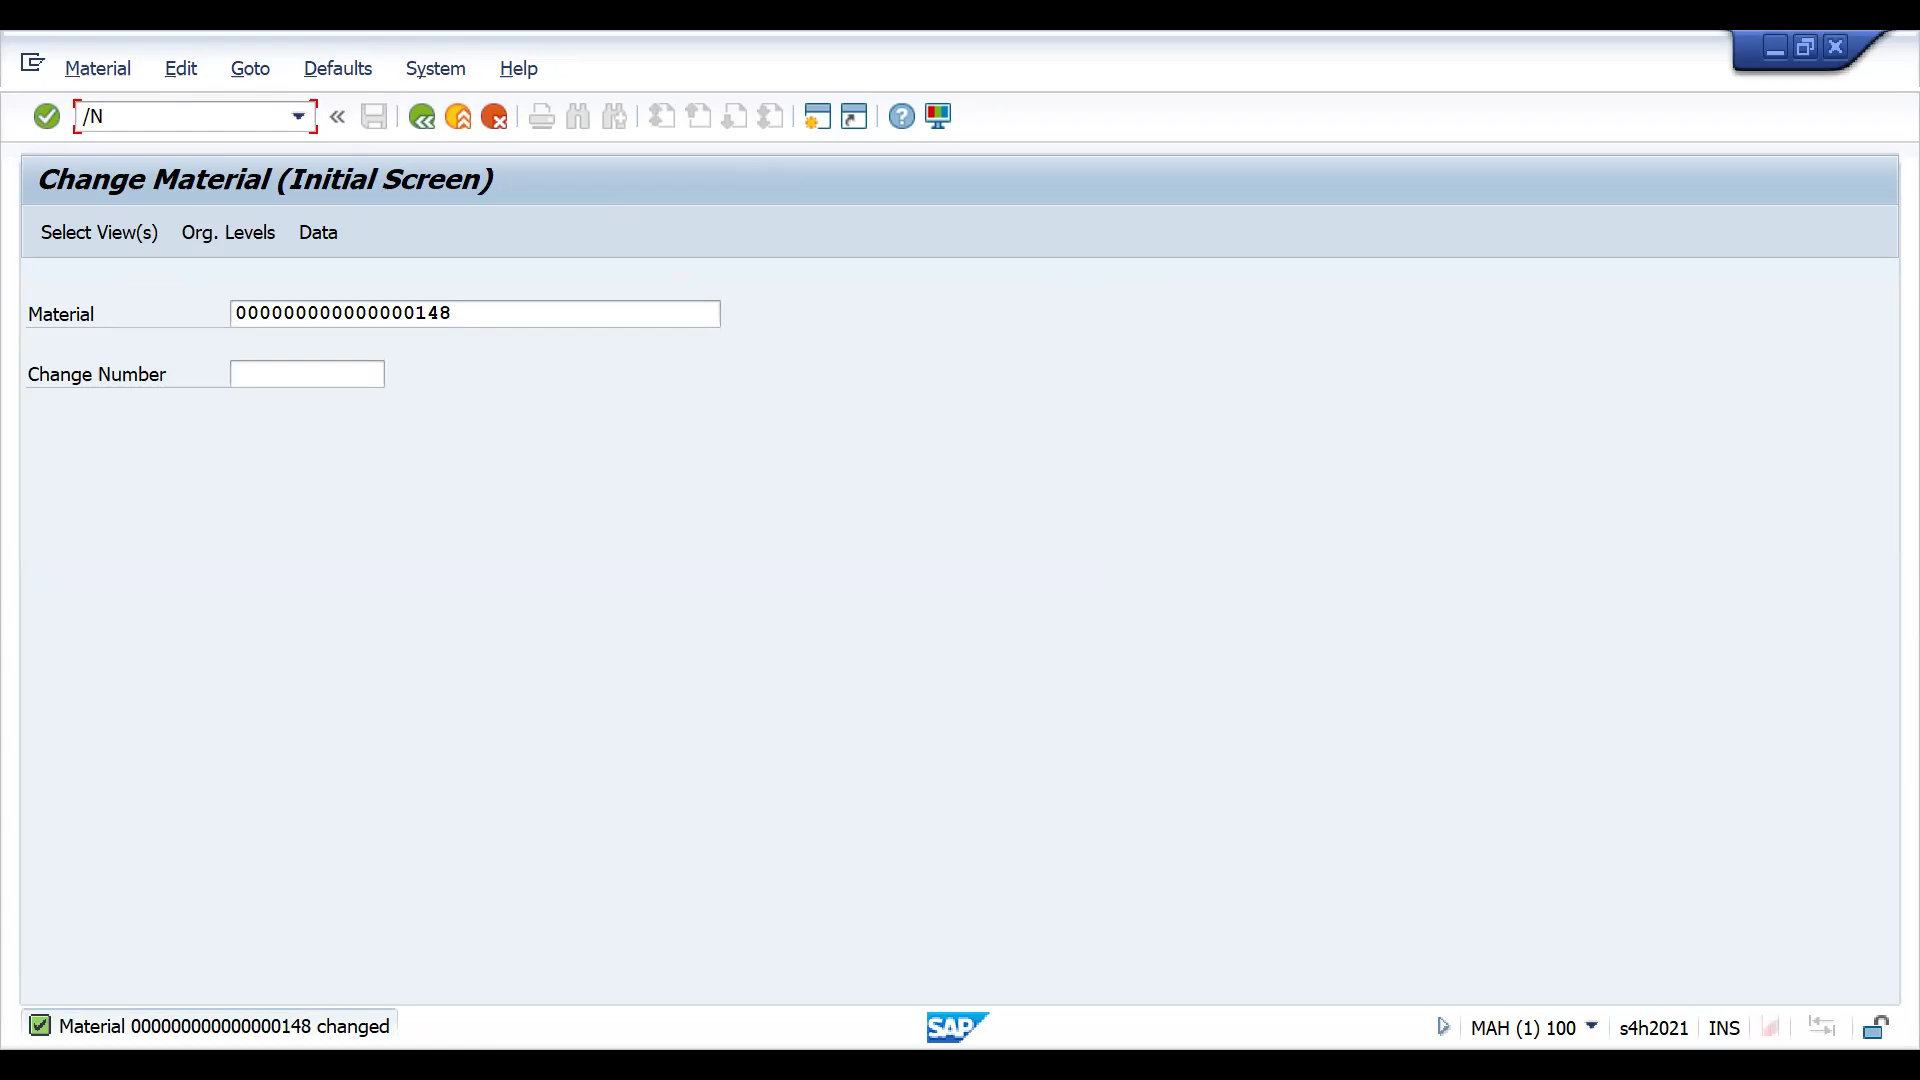 Material Edit Goto Defaults System Help
/N
Change Material (Initial Screen)
Select View(s) Org. Levels Data
Material 000000000000000148
Change Number
Material 000000000000000148 changed
SAP
MAH (1) 100 s4h2021 INS